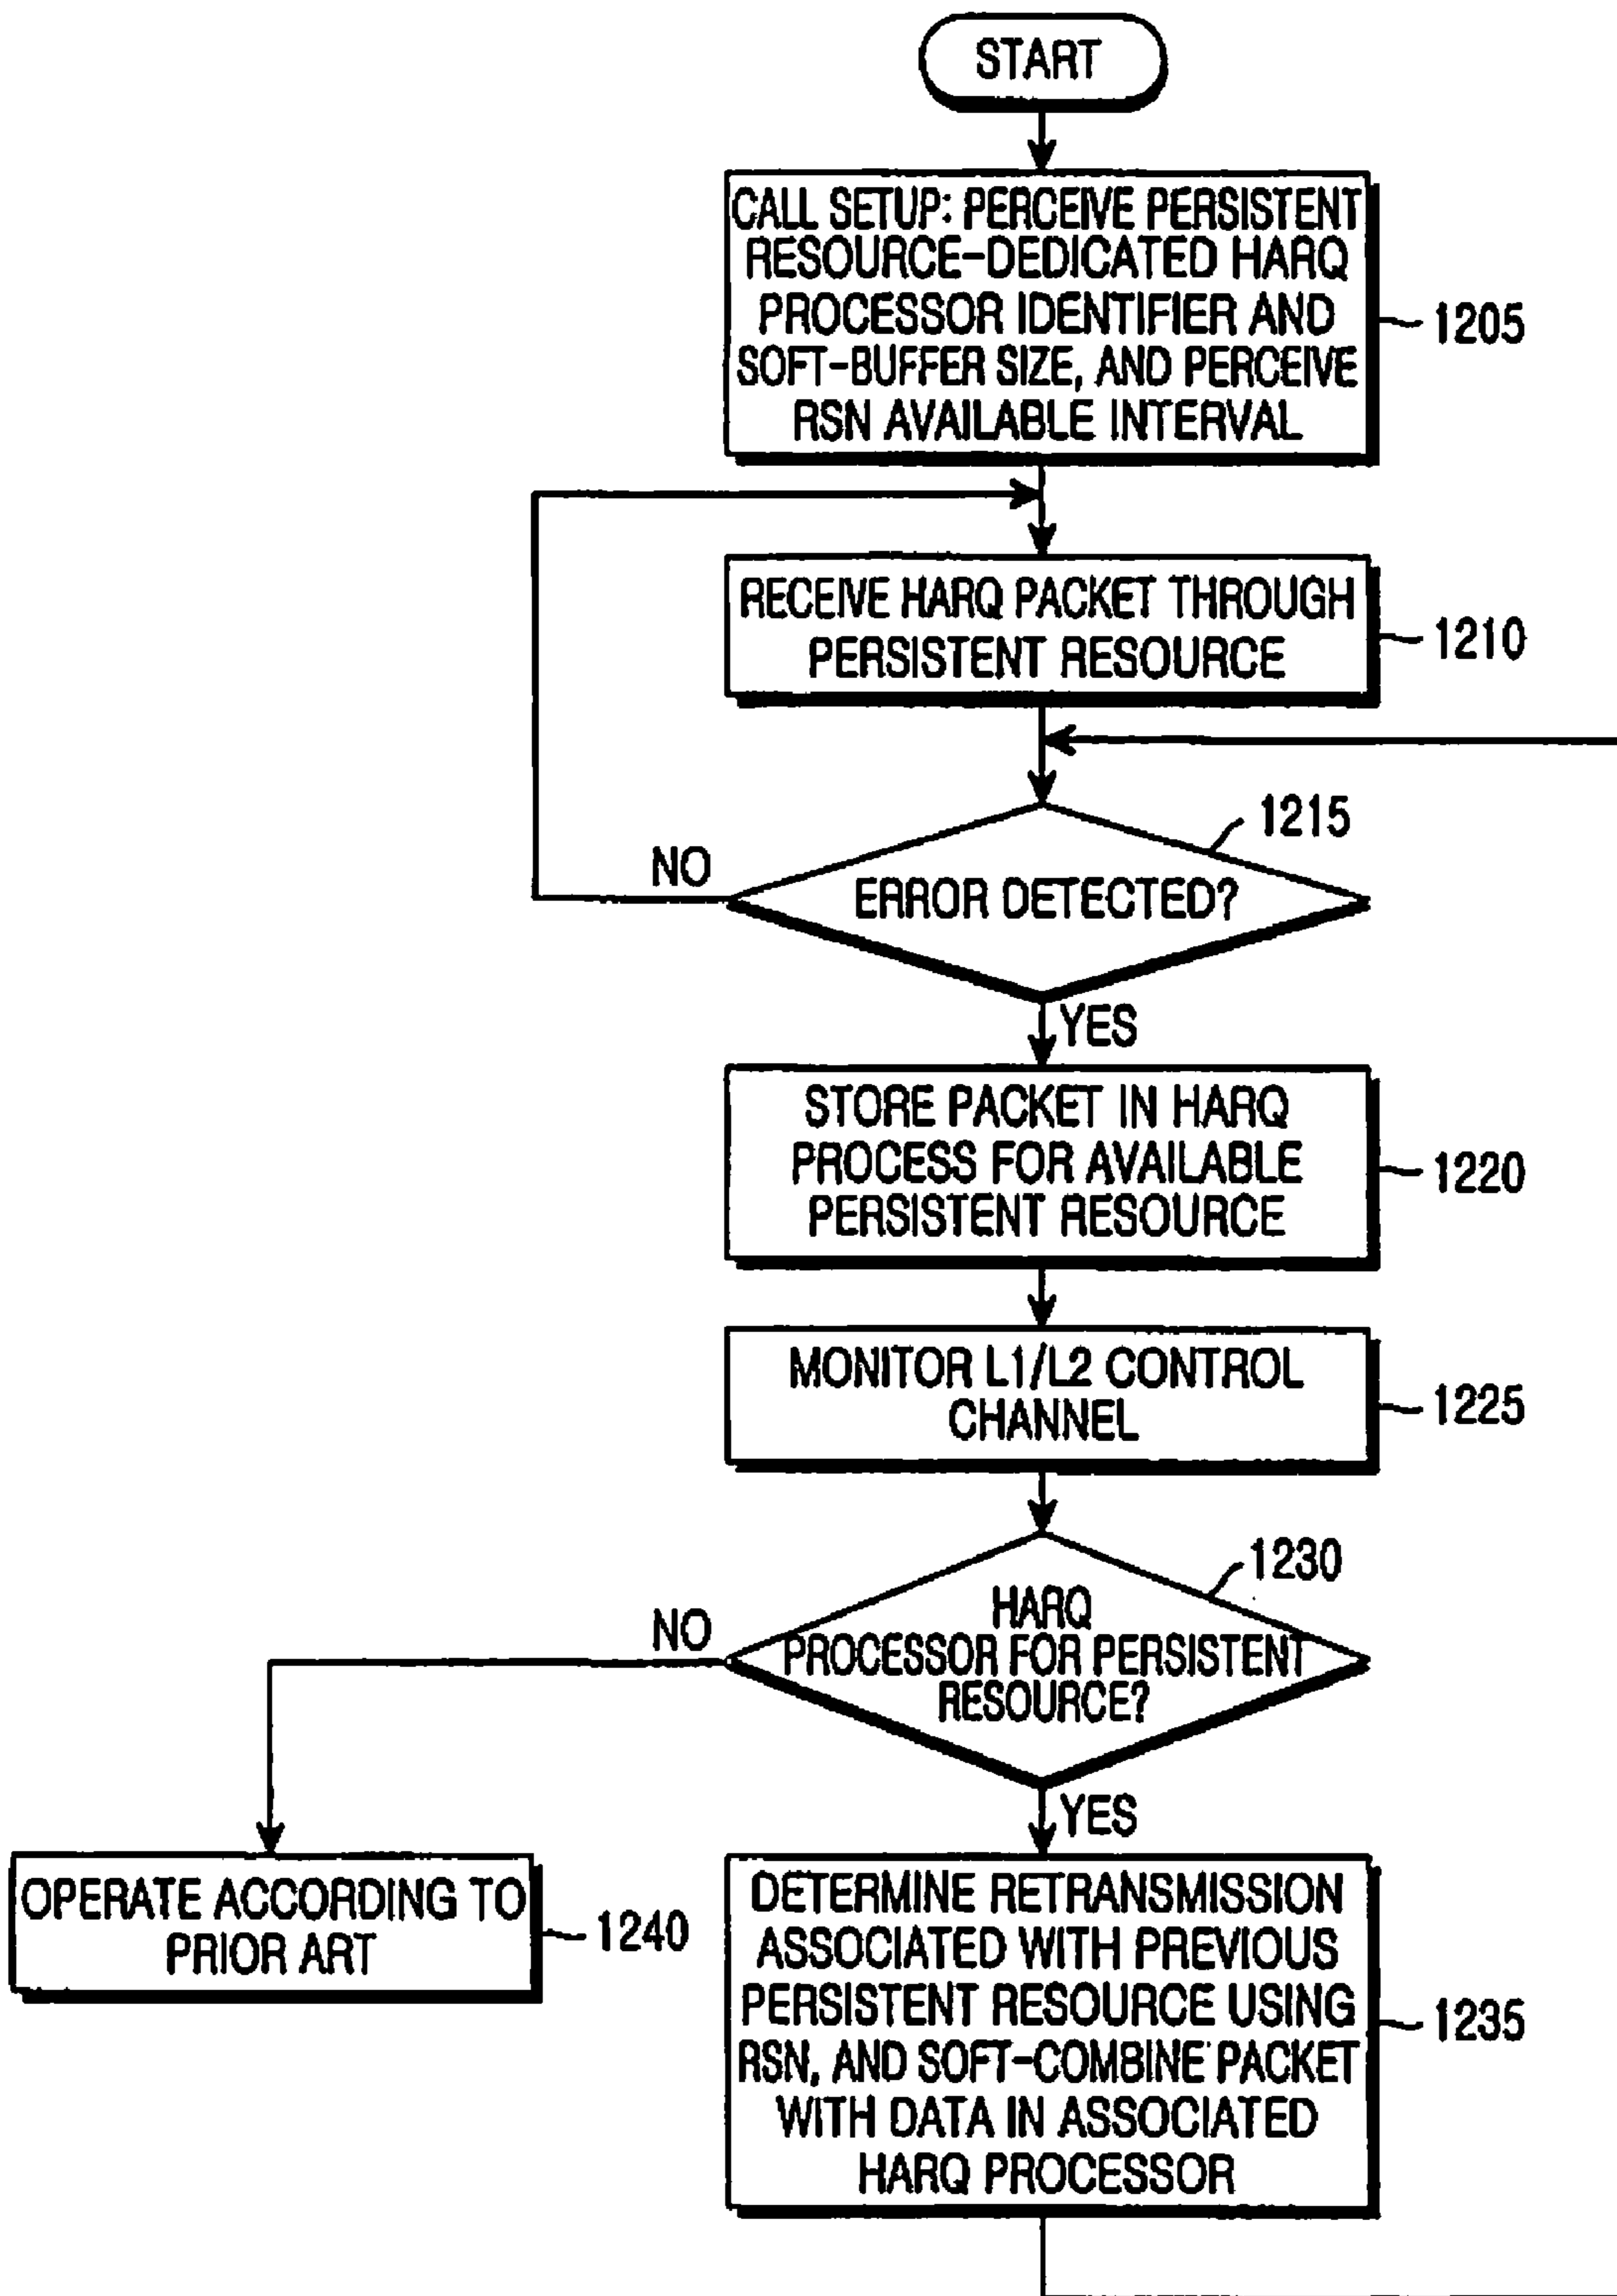 START
CALL SETUP: PERCEIVE PERSISTENT
RESOURCE-DEDICATED HARQ
PROCESSOR IDENTIFIER AND
SOFT-BUFFER SIZE, AND PERCEIVE
RSN AVAILABLE INTERVAL
1205
RECEIVE HARQ PACKET THROUGH
PERSISTENT RESOURCE
1210
1215
NO
ERROR DETECTED?
YES
STORE PACKET IN HARQ
PROCESS FOR AVAILABLE
PERSISTENT RESOURCE
1220
MONITOR L1/L2 CONTROL
CHANNEL
1225
1230
NO
HARQ
PROCESSOR FOR PERSISTENT
RESOURCE?
YES
OPERATE ACCORDING TO
PRIOR ART
1240
DETERMINE RETRANSMISSION
ASSOCIATED WITH PREVIOUS
PERSISTENT RESOURCE USING
RSN, AND SOFT-COMBINE PACKET
WITH DATA IN ASSOCIATED
HARQ PROCESSOR
1235